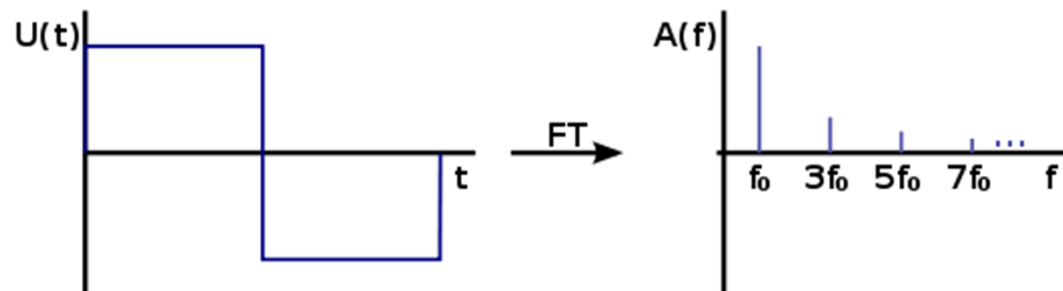 U(t)
t
FT
A(f)
f₀ 3f₀ 5f₀ 7f₀ ... f